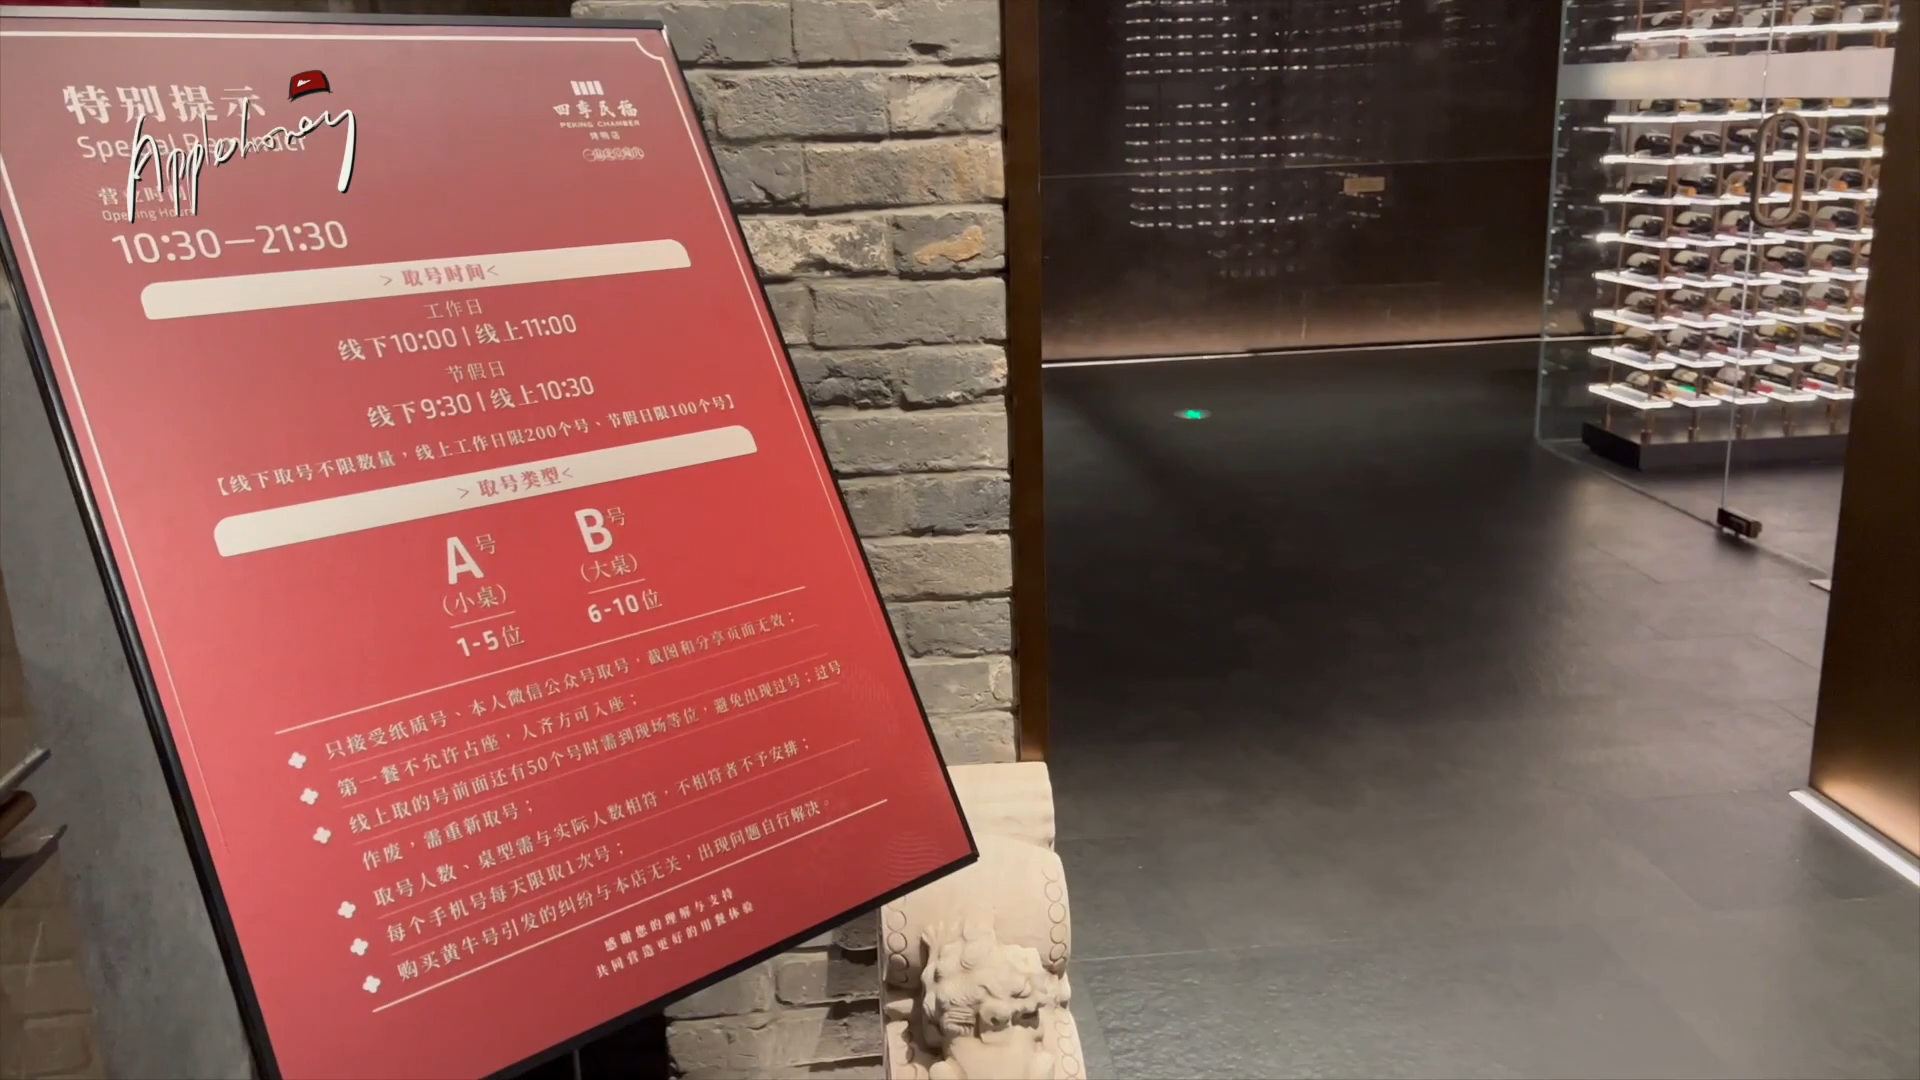 特别提示
Special Reminder
Applehoney
四季民福
PEKING CHAMBER
烤鸭店
营业时间
Opening Hours
10:30—21:30
>取号时间<
工作日
线下10:00 | 线上11:00
节假日
线下9:30 | 线上10:30
【线下取号不限数量，线上工作日限200个号、节假日限100个号】
>取号类型<
A号
（小桌）
1-5位
B号
（大桌）
6-10位
只接受纸质号、本人微信公众号取号，截图和分享页面无效；
第一餐不允许占座，人齐方可入座；
线上取的号前面还有50个号时需到现场等位，避免出现过号；过号
作废，需重新取号；
取号人数、桌型需与实际人数相符，不相符者不予安排；
每个手机号每天限取1次号；
购买黄牛号引发的纠纷与本店无关，出现问题自行解决。
感谢您的理解与支持
共同营造更好的用餐体验